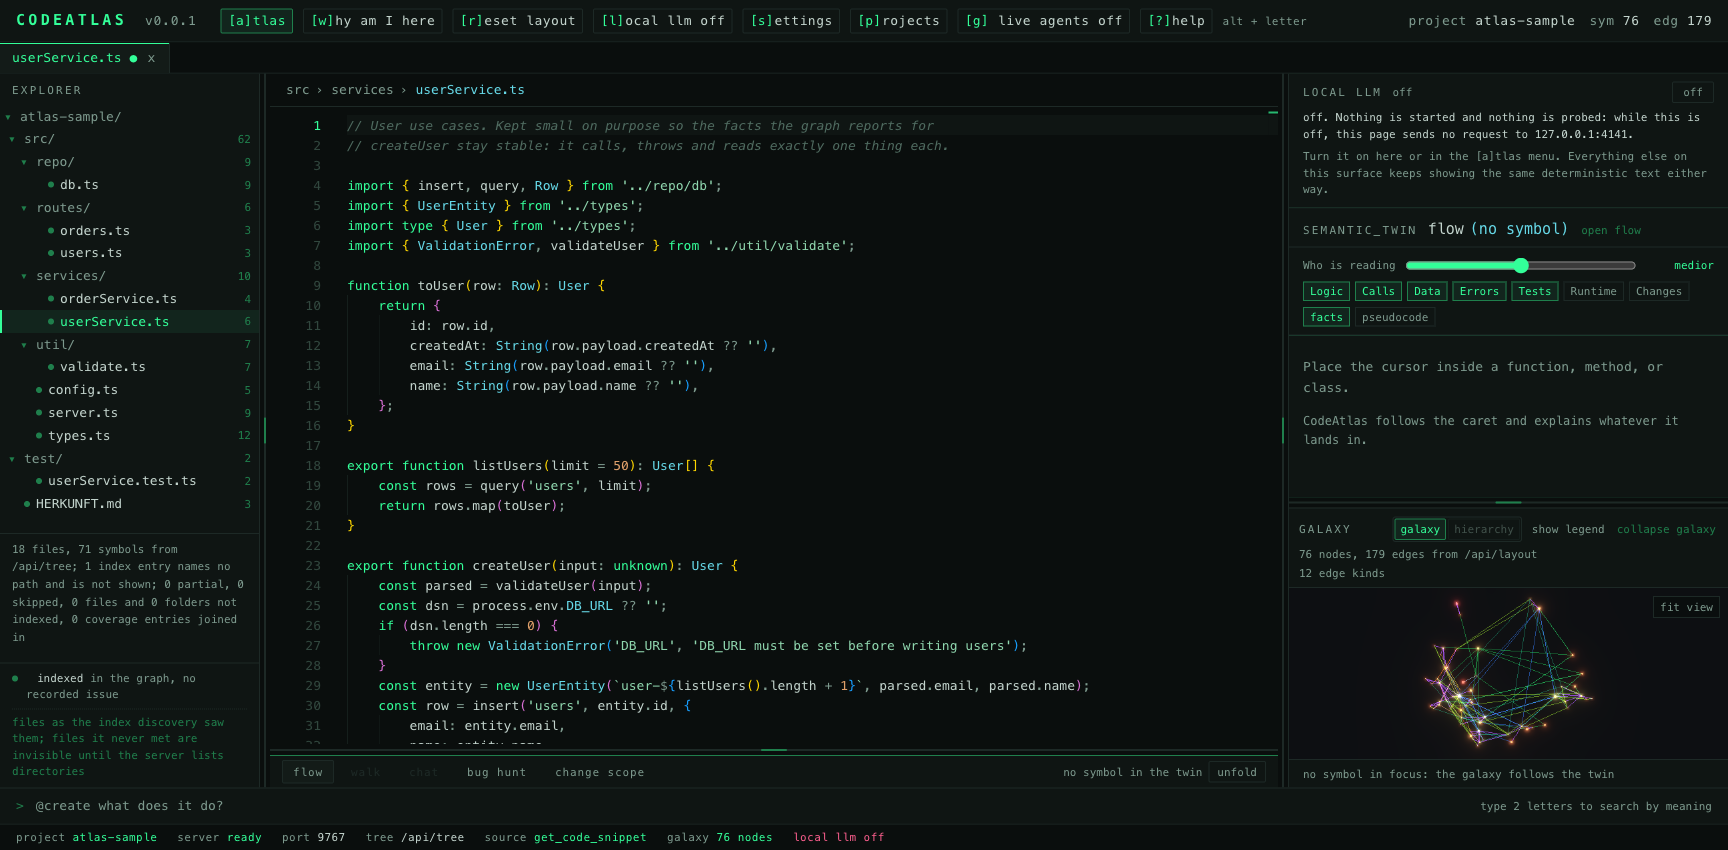 CODEATLAS v0.0.1 [a]tlas [w]hy am I here [r]eset layout [l]ocal llm off [s]ettings [p]rojects [g] live agents off [?]help alt + letter project atlas-sample sym 76 edg 179
userService.ts ● x
EXPLORER
▾ atlas-sample/
▾ src/ 62
▾ repo/ 9
db.ts 9
▾ routes/ 6
orders.ts 3
users.ts 3
▾ services/ 10
orderService.ts 4
userService.ts 6
▾ util/ 7
validate.ts 7
config.ts 5
server.ts 9
types.ts 12
▾ test/ 2
userService.test.ts 2
HERKUNFT.md 3
18 files, 71 symbols from
/api/tree; 1 index entry names no
path and is not shown; 0 partial, 0
skipped, 0 files and 0 folders not
indexed, 0 coverage entries joined
in
indexed in the graph, no
recorded issue
files as the index discovery saw
them; files it never met are
invisible until the server lists
directories
src › services › userService.ts
1 // User use cases. Kept small on purpose so the facts the graph reports for
2 // createUser stay stable: it calls, throws and reads exactly one thing each.
3
4 import { insert, query, Row } from '../repo/db';
5 import { UserEntity } from '../types';
6 import type { User } from '../types';
7 import { ValidationError, validateUser } from '../util/validate';
8
9 function toUser(row: Row): User {
10 return {
11 id: row.id,
12 createdAt: String(row.payload.createdAt ?? ''),
13 email: String(row.payload.email ?? ''),
14 name: String(row.payload.name ?? ''),
15 };
16 }
17
18 export function listUsers(limit = 50): User[] {
19 const rows = query('users', limit);
20 return rows.map(toUser);
21 }
22
23 export function createUser(input: unknown): User {
24 const parsed = validateUser(input);
25 const dsn = process.env.DB_URL ?? '';
26 if (dsn.length === 0) {
27 throw new ValidationError('DB_URL', 'DB_URL must be set before writing users');
28 }
29 const entity = new UserEntity(`user-${listUsers().length + 1}`, parsed.email, parsed.name);
30 const row = insert('users', entity.id, {
31 email: entity.email,
flow walk chat bug hunt change scope no symbol in the twin unfold
LOCAL LLM off off
off. Nothing is started and nothing is probed: while this is
off, this page sends no request to 127.0.0.1:4141.
Turn it on here or in the [a]tlas menu. Everything else on
this surface keeps showing the same deterministic text either
way.
SEMANTIC_TWIN flow (no symbol) open flow
Who is reading medior
Logic Calls Data Errors Tests Runtime Changes
facts pseudocode
Place the cursor inside a function, method, or
class.
CodeAtlas follows the caret and explains whatever it
lands in.
GALAXY galaxy hierarchy show legend collapse galaxy
76 nodes, 179 edges from /api/layout
12 edge kinds
fit view
no symbol in focus: the galaxy follows the twin
> @create what does it do? type 2 letters to search by meaning
project atlas-sample server ready port 9767 tree /api/tree source get_code_snippet galaxy 76 nodes local llm off